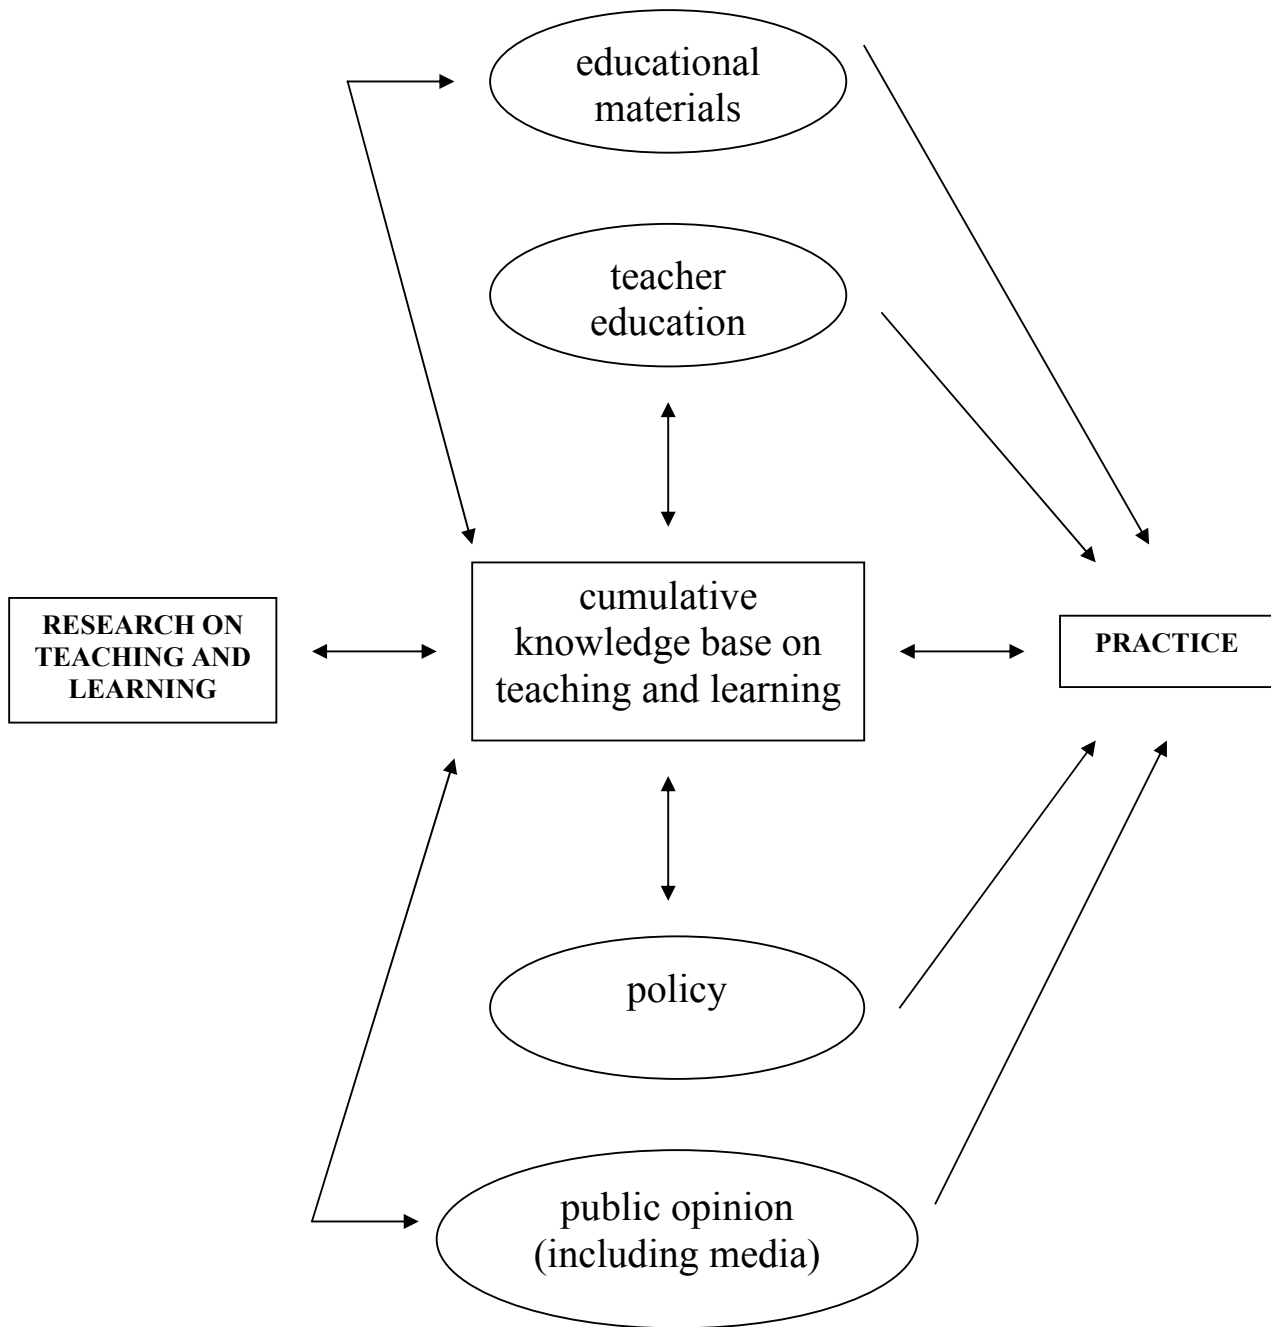 educational
materials
teacher
education
RESEARCH ON
TEACHING AND
LEARNING
cumulative
knowledge base on
teaching and learning
PRACTICE
policy
public opinion
(including media)